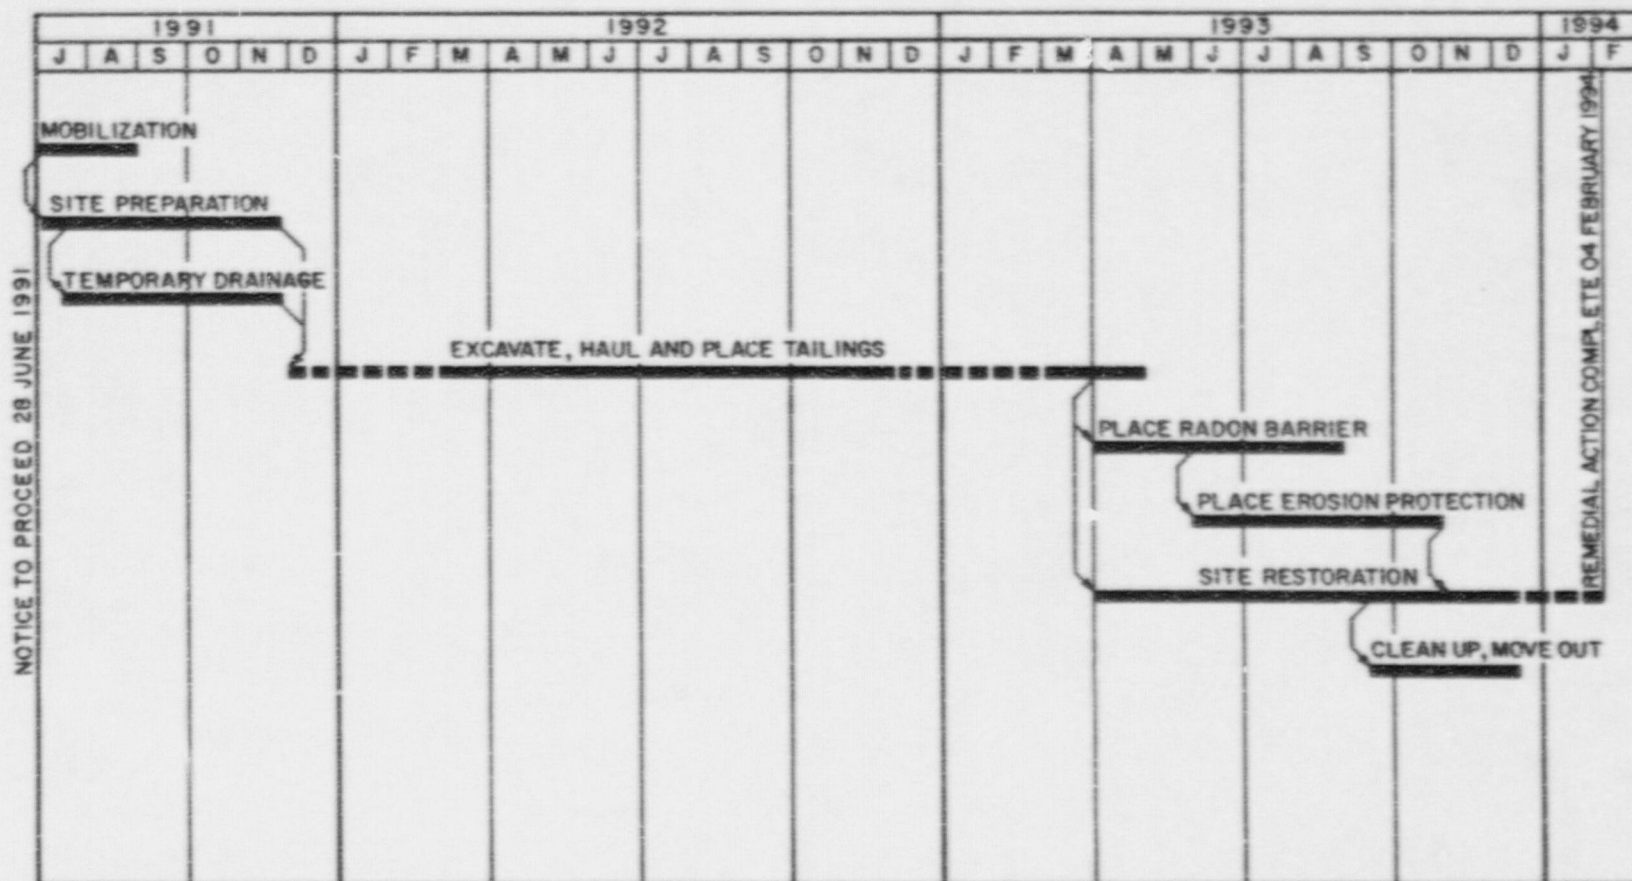 1991 1992 1993 1994
J A S O N D J F M A M J J A S O N D J F M A M J J A S O N D J F
MOBILIZATION
SITE PREPARATION
TEMPORARY DRAINAGE
EXCAVATE, HAUL AND PLACE TAILINGS
PLACE RADON BARRIER
PLACE EROSION PROTECTION
SITE RESTORATION
CLEAN UP, MOVE OUT
NOTICE TO PROCEED 28 JUNE 1991
REMEDIAL ACTION COMPLETE 04 FEBRUARY 1994